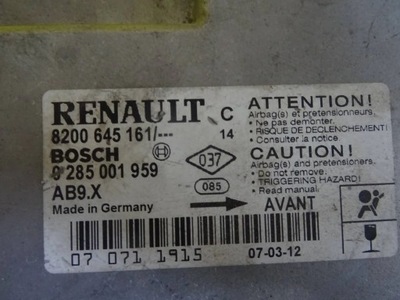 RENAULT C
8200 645 161/--- 14
BOSCH
0 285 001 959
AB9.X
Made in Germany
037
085
AVANT
07 071 1915
07-03-12
ATTENTION!
Airbag(s) et pretensionneurs.
• Ne pas demonter.
• RISQUE DE DECLENCHEMENT!
• Consulter la notice.
CAUTION!
Airbag(s) and pretensioners.
• Do not remove.
• TRIGGERING HAZARD!
• Read manual.